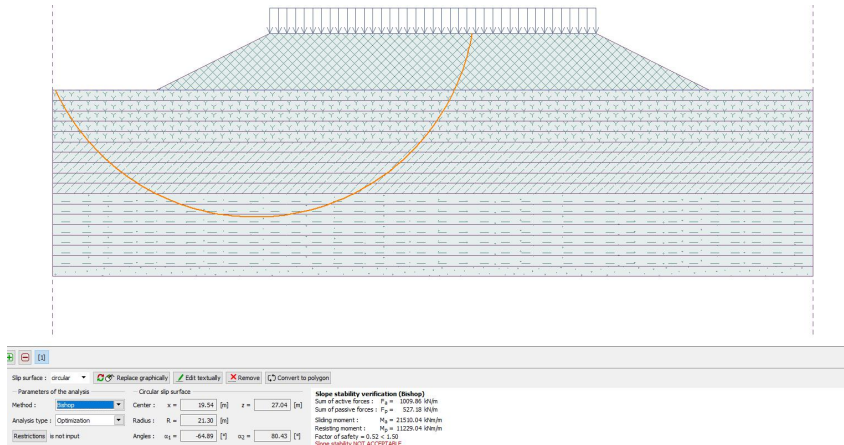 [1]
Slip surface : circular Replace graphically Edit textually Remove Convert to polygon
Parameters of the analysis
Method : Bishop
Analysis type : Optimization
Restrictions is not input
Circular slip surface
Center : x = 19.54 [m] z = 27.04 [m]
Radius : R = 21.30 [m]
Angles : α1 = -64.89 [°] α2 = 80.43 [°]
Slope stability verification (Bishop)
Sum of active forces : Fa = 1009.86 kN/m
Sum of passive forces : Fp = 527.18 kN/m
Sliding moment : Ma = 21510.04 kNm/m
Resisting moment : Mp = 11229.04 kNm/m
Factor of safety = 0.52 < 1.50
Slope stability NOT ACCEPTABLE